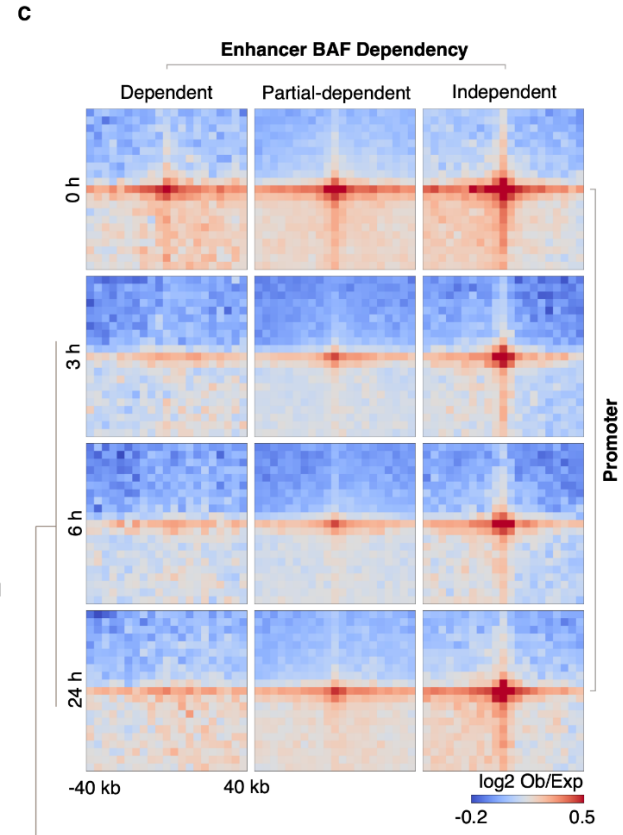 C
Enhancer BAF Dependency
Dependent Partial-dependent Independent
0 h
3 h
6 h
24 h
Promoter
-40 kb 40 kb
log2 Ob/Exp
-0.2 0.5